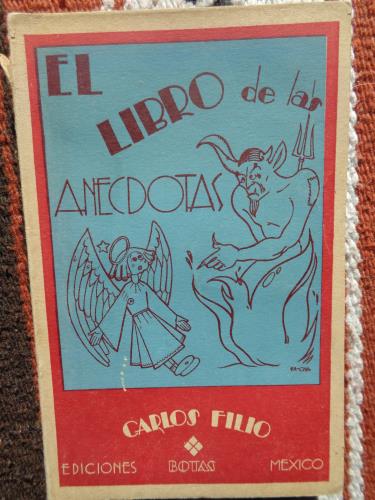 EL
LIBRO de las
ANECDOTAS
CARLOS FILIO
EDICIONES BOTAS MEXICO